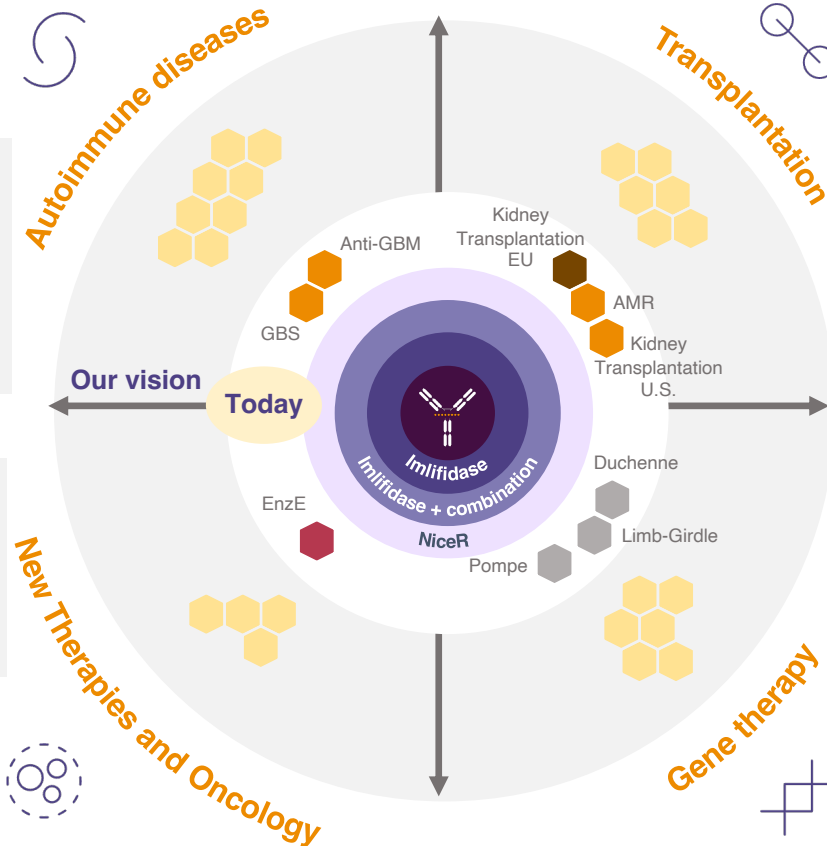 Autoimmune diseases
Transplantation
Kidney
Transplantation
EU
Anti-GBM
AMR
GBS
Kidney
Transplantation
U.S.
Our vision
Today
Imlifidase
Imlifidase + combination
NiceR
Duchenne
EnzE
Limb-Girdle
Pompe
New Therapies and Oncology
Gene therapy